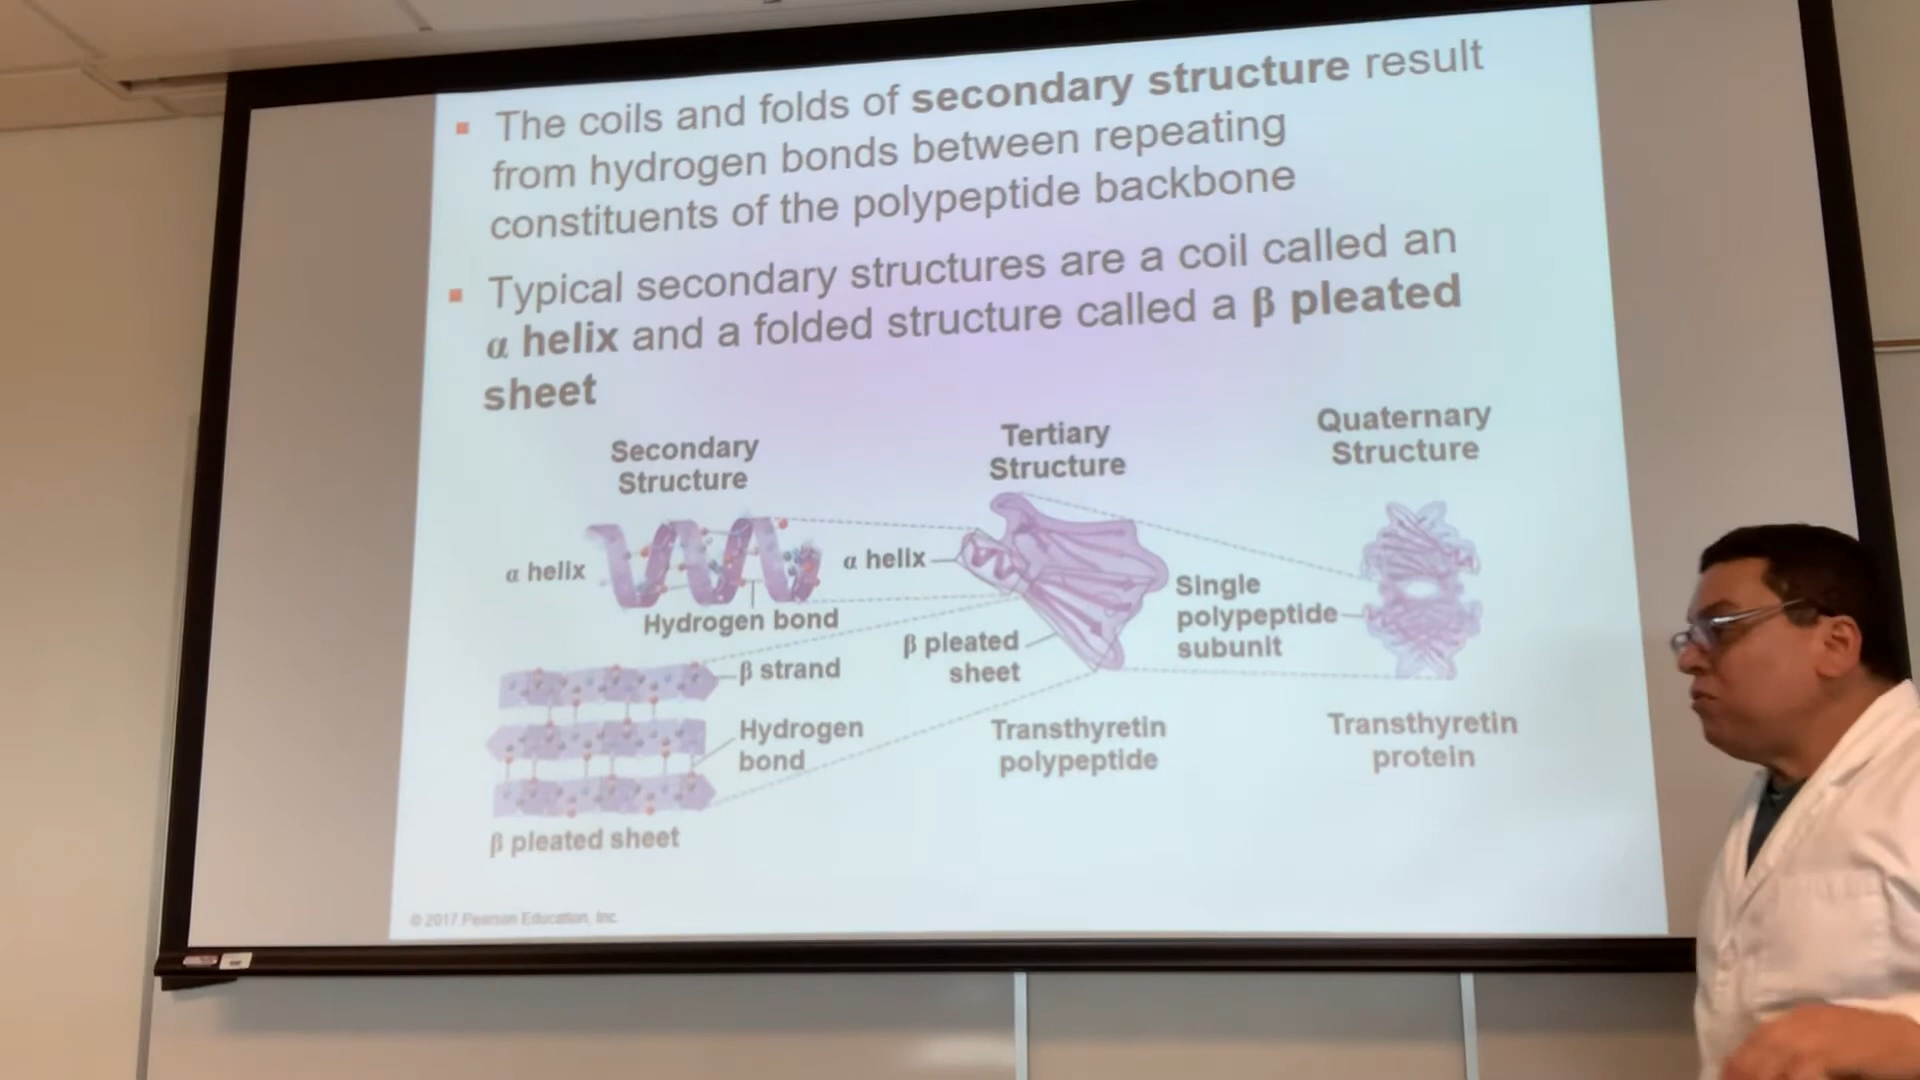 The coils and folds of secondary structure result
from hydrogen bonds between repeating
constituents of the polypeptide backbone
Typical secondary structures are a coil called an
α helix and a folded structure called a β pleated
sheet
Secondary
Structure
Tertiary
Structure
Quaternary
Structure
α helix
Hydrogen bond
α helix
β pleated
sheet
Single
polypeptide
subunit
β strand
Hydrogen
bond
β pleated sheet
Transthyretin
polypeptide
Transthyretin
protein
© 2017 Pearson Education, Inc.